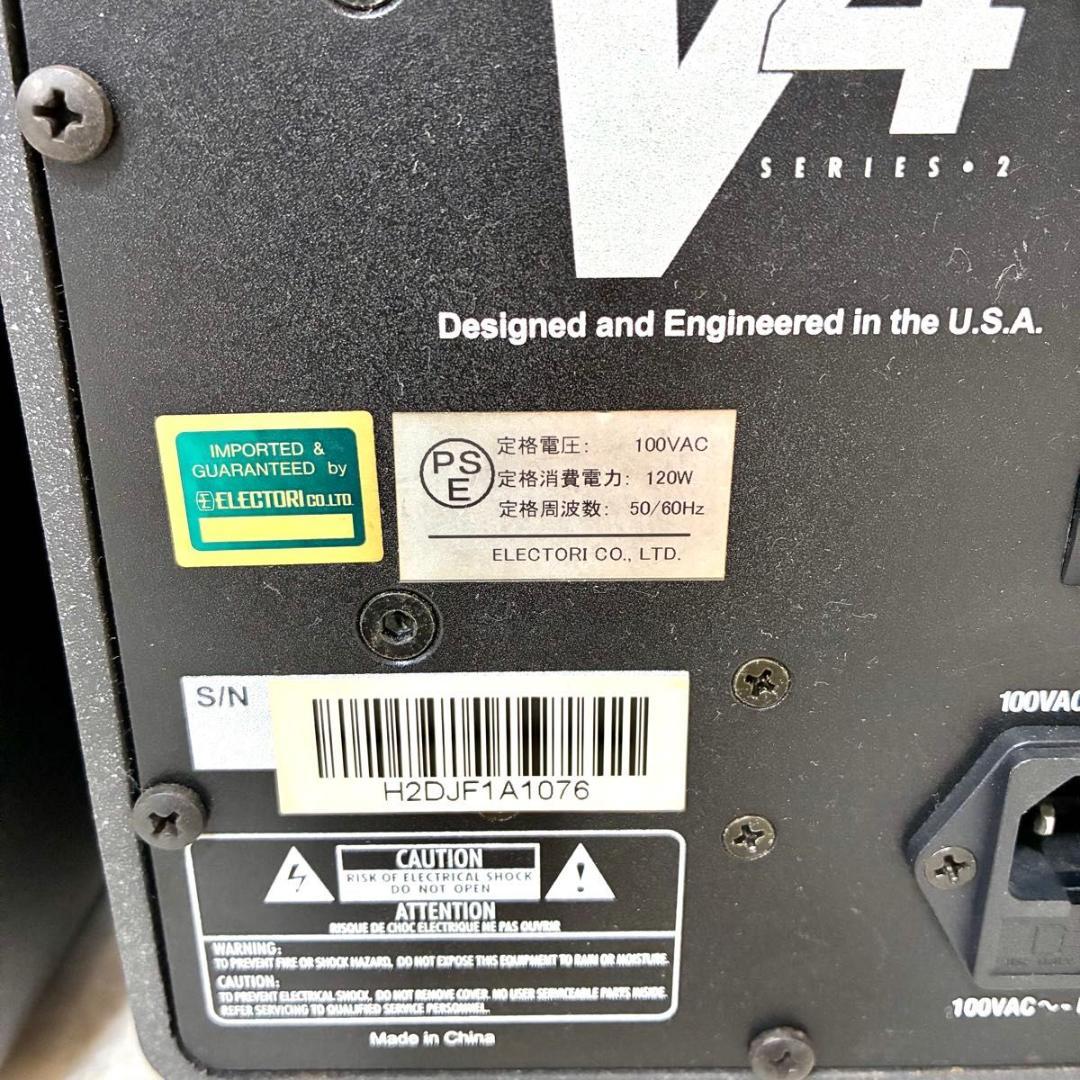 V4
SERIES • 2
Designed and Engineered in the U.S.A.
IMPORTED &
GUARANTEED by
ELECTORI CO.LTD.
PS
E
定格電圧: 100VAC
定格消費電力: 120W
定格周波数: 50/60Hz
ELECTORI CO., LTD.
S/N
H2DJF1A1076
100VAC
CAUTION
RISK OF ELECTRICAL SHOCK
DO NOT OPEN
ATTENTION
RISQUE DE CHOC ELECTRIQUE NE PAS OUVRIR
WARNING:
TO PREVENT FIRE OR SHOCK HAZARD, DO NOT EXPOSE THIS EQUIPMENT TO RAIN OR MOISTURE.
CAUTION:
TO PREVENT ELECTRICAL SHOCK, DO NOT REMOVE COVER. NO USER SERVICEABLE PARTS INSIDE.
REFER SERVICING TO QUALIFIED SERVICE PERSONNEL.
100VAC～
Made in China